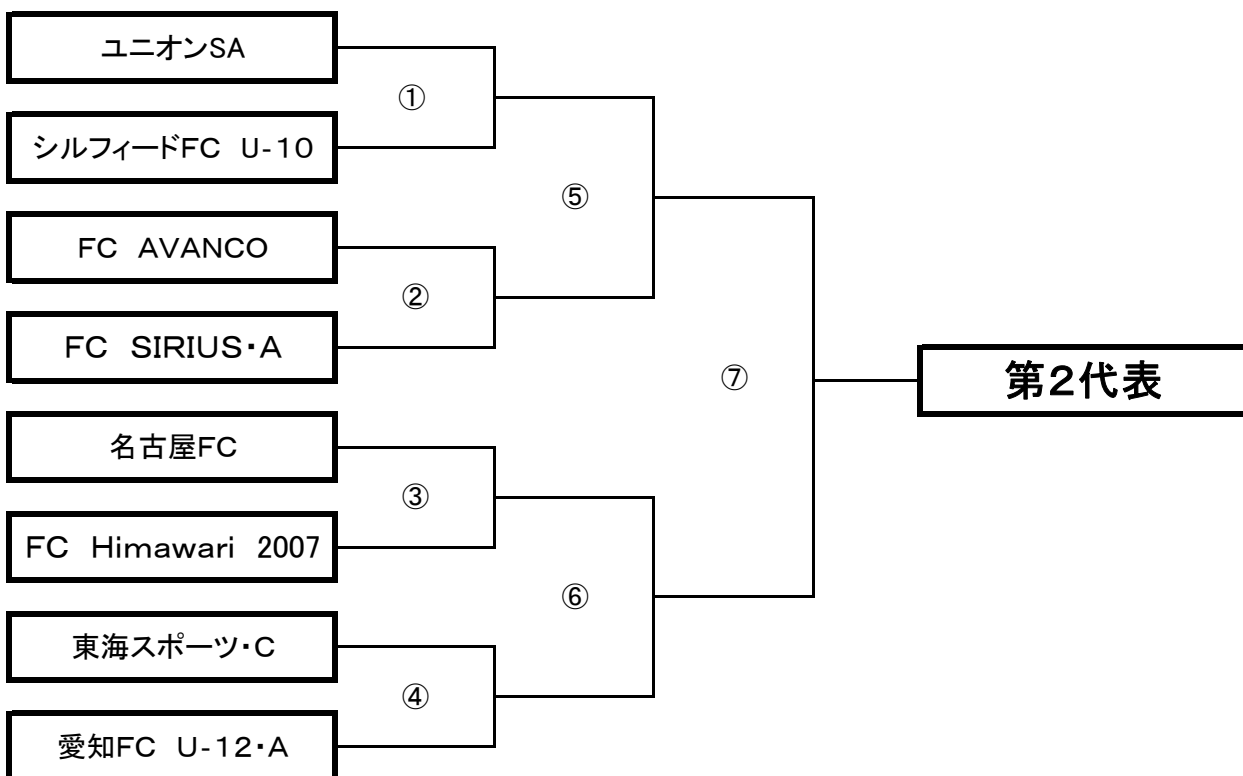 ユニオンSA
①
シルフィードFC　U-10
⑤
FC　AVANCO
②
FC　SIRIUS・A
⑦
第2代表
名古屋FC
③
FC　Himawari　2007
⑥
東海スポーツ・C
④
愛知FC　U-12・A